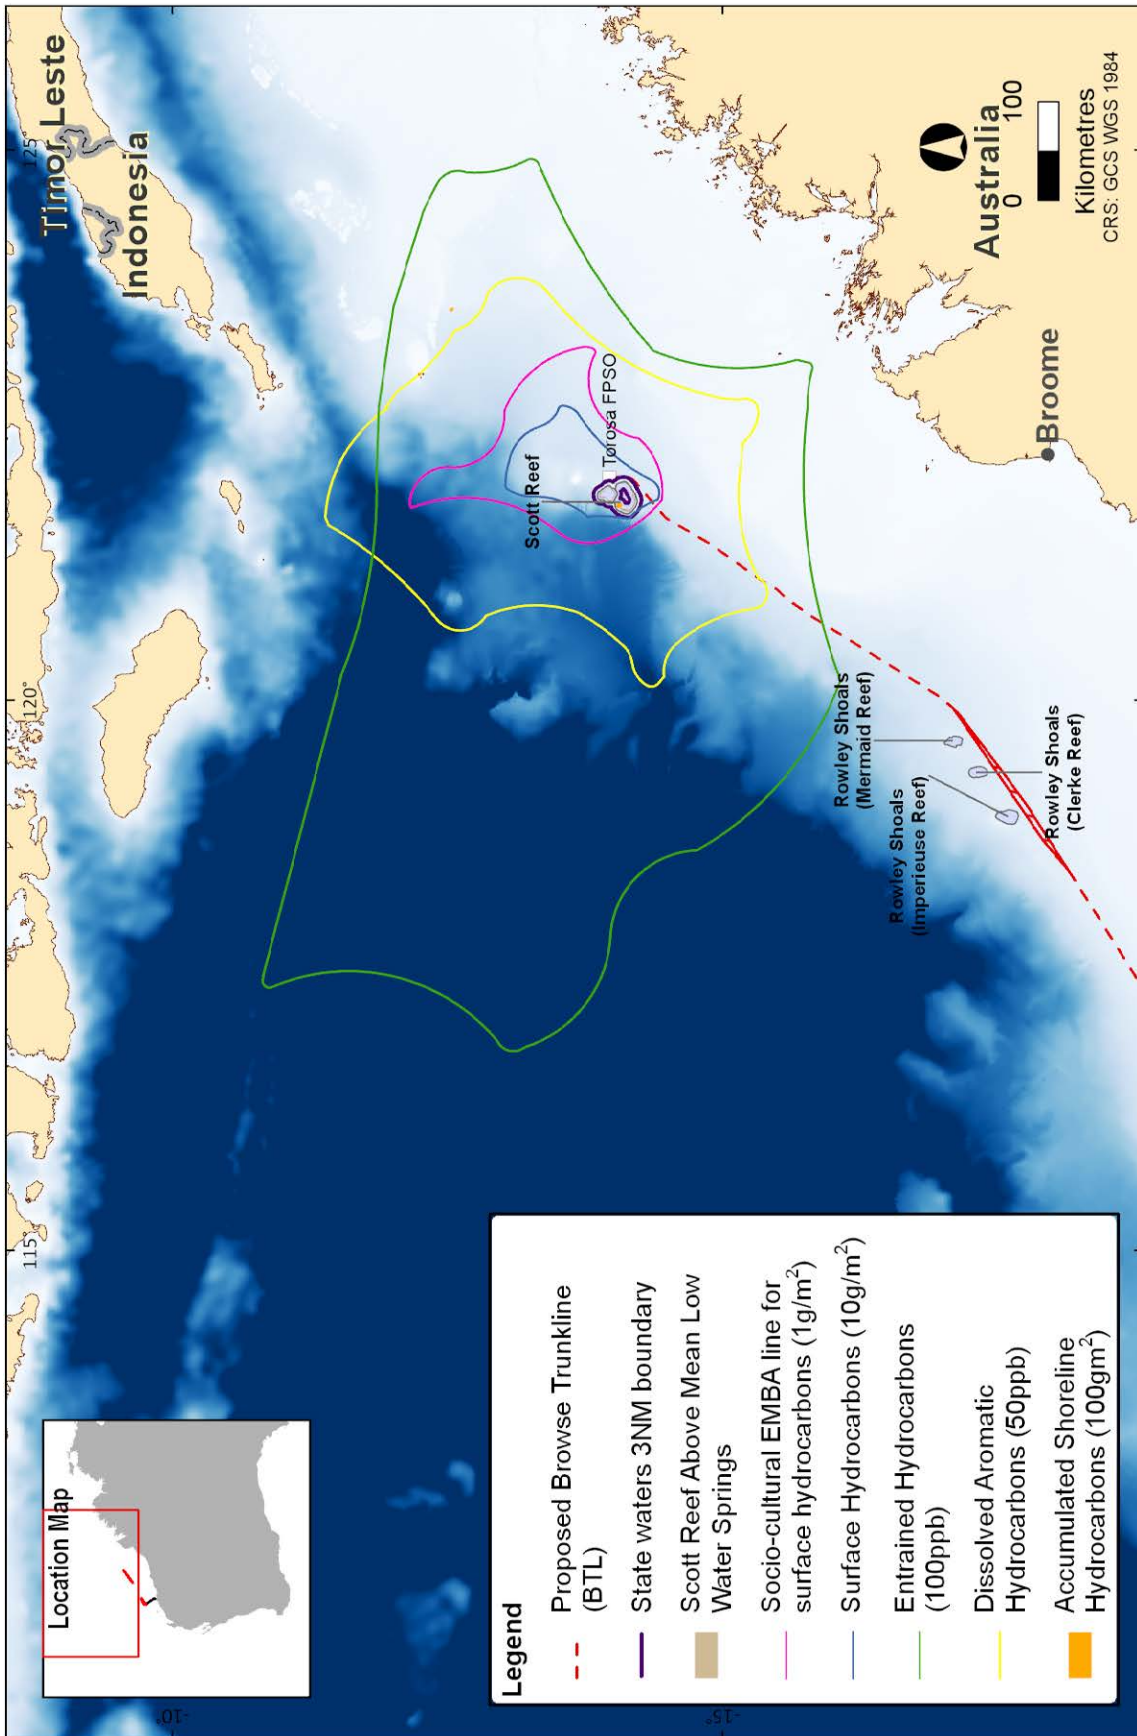 Location Map
Legend
Proposed Browse Trunkline
(BTL)
State waters 3NM boundary
Scott Reef Above Mean Low
Water Springs
Socio-cultural EMBA line for
surface hydrocarbons (1g/m²)
Surface Hydrocarbons (10g/m²)
Entrained Hydrocarbons
(100ppb)
Dissolved Aromatic
Hydrocarbons (50ppb)
Accumulated Shoreline
Hydrocarbons (100gm²)
115°
120°
125°
-10°
-15°
Timor Leste
Indonesia
Scott Reef
Torosa FPSO
Rowley Shoals
(Mermaid Reef)
Rowley Shoals
(Imperieuse Reef)
Rowley Shoals
(Clerke Reef)
Broome
Australia
0 100
Kilometres
CRS: GCS WGS 1984